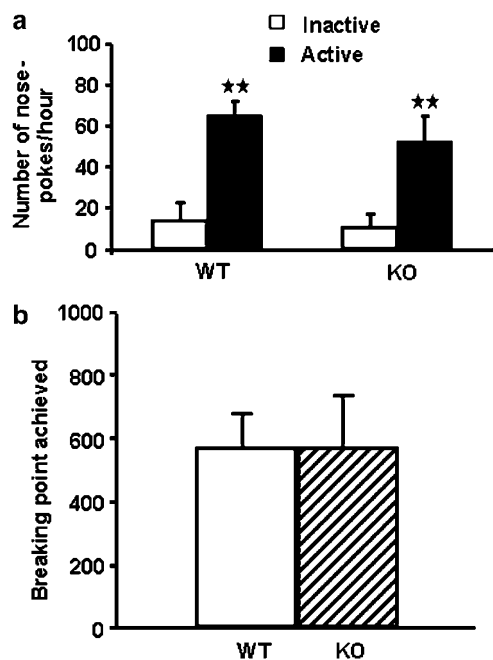 a
Inactive
Active
Number of nose-
pokes/hour
100
80
60
40
20
0
★★
★★
WT
KO
b
Breaking point achieved
1000
800
600
400
200
0
WT
KO